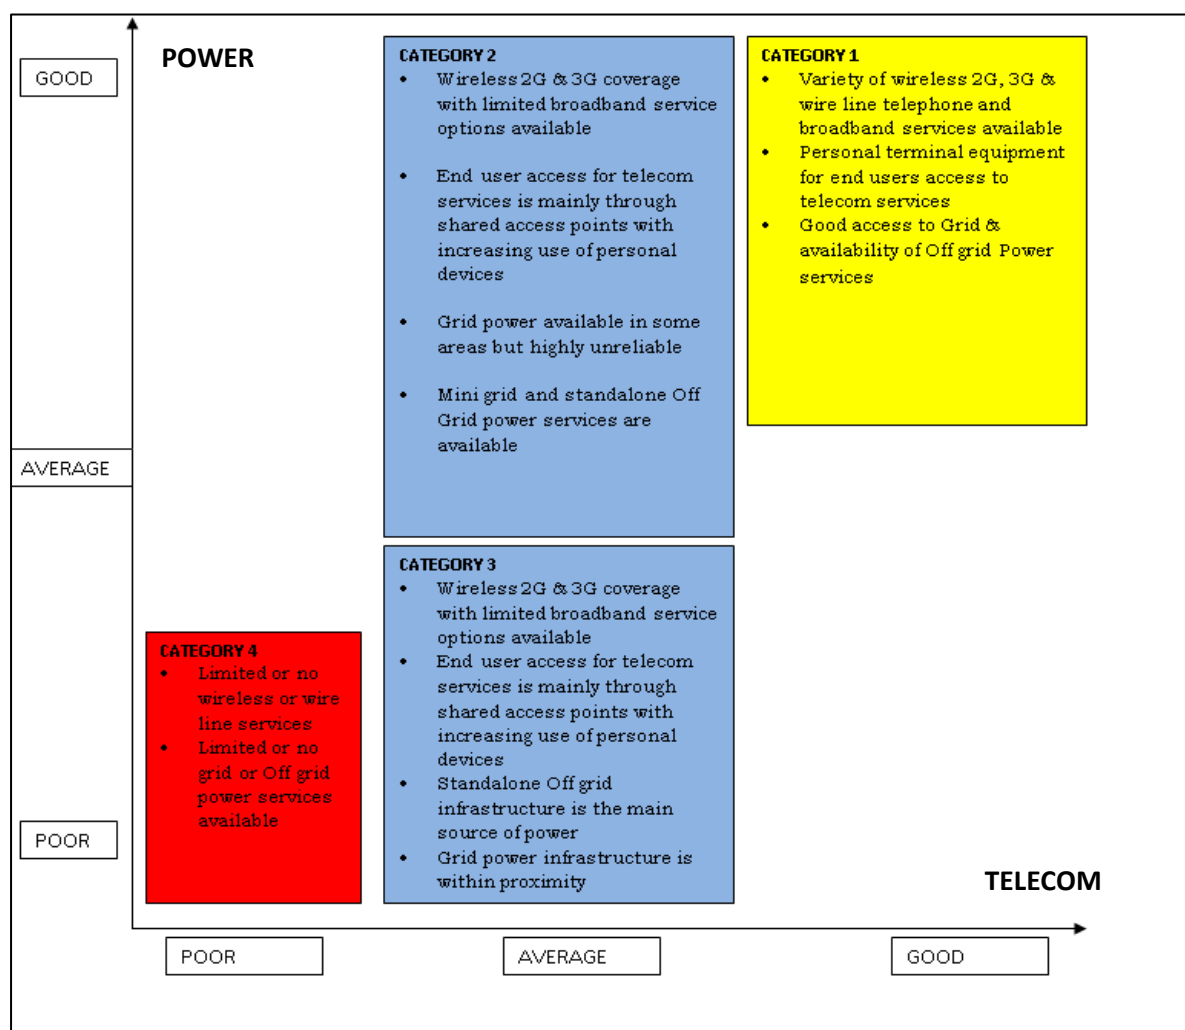 POWER
GOOD
AVERAGE
POOR
CATEGORY 2
• Wireless 2G & 3G coverage
with limited broadband service
options available
• End user access for telecom
services is mainly through
shared access points with
increasing use of personal
devices
• Grid power available in some
areas but highly unreliable
• Mini grid and standalone Off
Grid power services are
available
CATEGORY 1
• Variety of wireless 2G, 3G &
wire line telephone and
broadband services available
• Personal terminal equipment
for end users access to
telecom services
• Good access to Grid &
availability of Off grid Power
services
CATEGORY 4
• Limited or no
wireless or wire
line services
• Limited or no
grid or Off grid
power services
available
CATEGORY 3
• Wireless 2G & 3G coverage
with limited broadband service
options available
• End user access for telecom
services is mainly through
shared access points with
increasing use of personal
devices
• Standalone Off grid
infrastructure is the main
source of power
• Grid power infrastructure is
within proximity
TELECOM
POOR
AVERAGE
GOOD